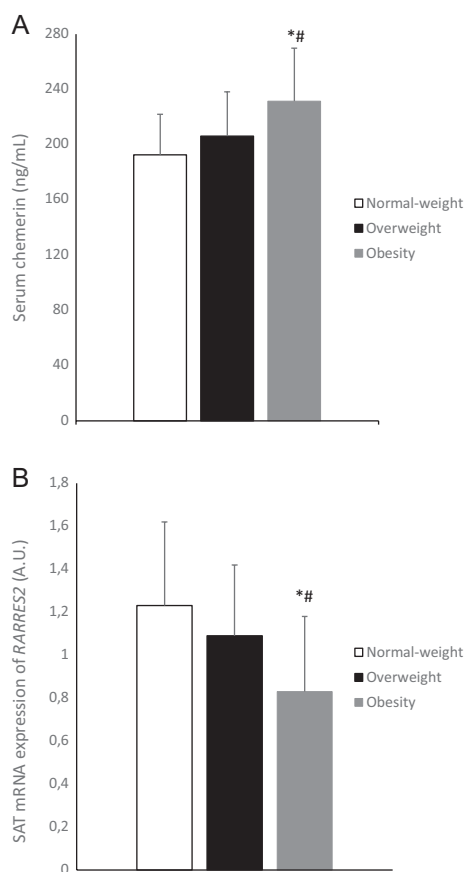 A
Serum chemerin (ng/mL)
280
240
200
160
120
80
40
0
*#
Normal-weight
Overweight
Obesity
B
SAT mRNA expression of RARRES2 (A.U.)
1,8
1,6
1,4
1,2
1
0,8
0,6
0,4
0,2
0
*#
Normal-weight
Overweight
Obesity